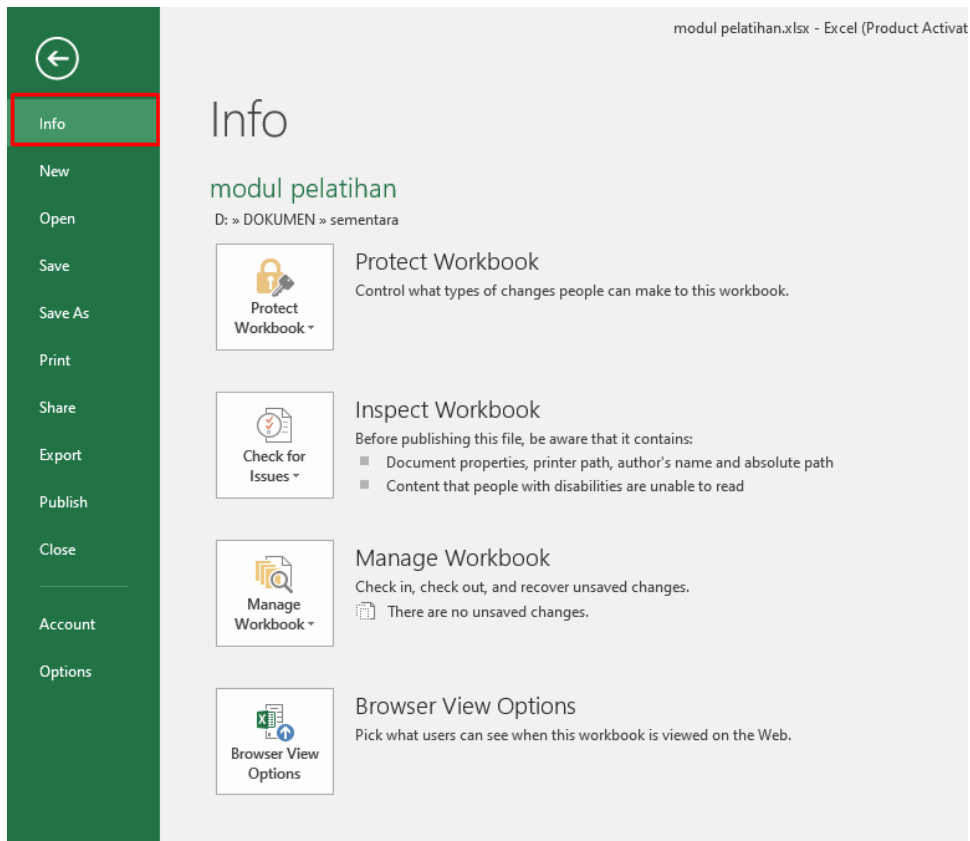 modul pelatihan.xlsx - Excel (Product Activat
Info
New
Open
Save
Save As
Print
Share
Export
Publish
Close
Account
Options
Info
modul pelatihan
D: » DOKUMEN » sementara
Protect
Workbook
Protect Workbook
Control what types of changes people can make to this workbook.
Check for
Issues
Inspect Workbook
Before publishing this file, be aware that it contains:
Document properties, printer path, author's name and absolute path
Content that people with disabilities are unable to read
Manage
Workbook
Manage Workbook
Check in, check out, and recover unsaved changes.
There are no unsaved changes.
Browser View
Options
Browser View Options
Pick what users can see when this workbook is viewed on the Web.